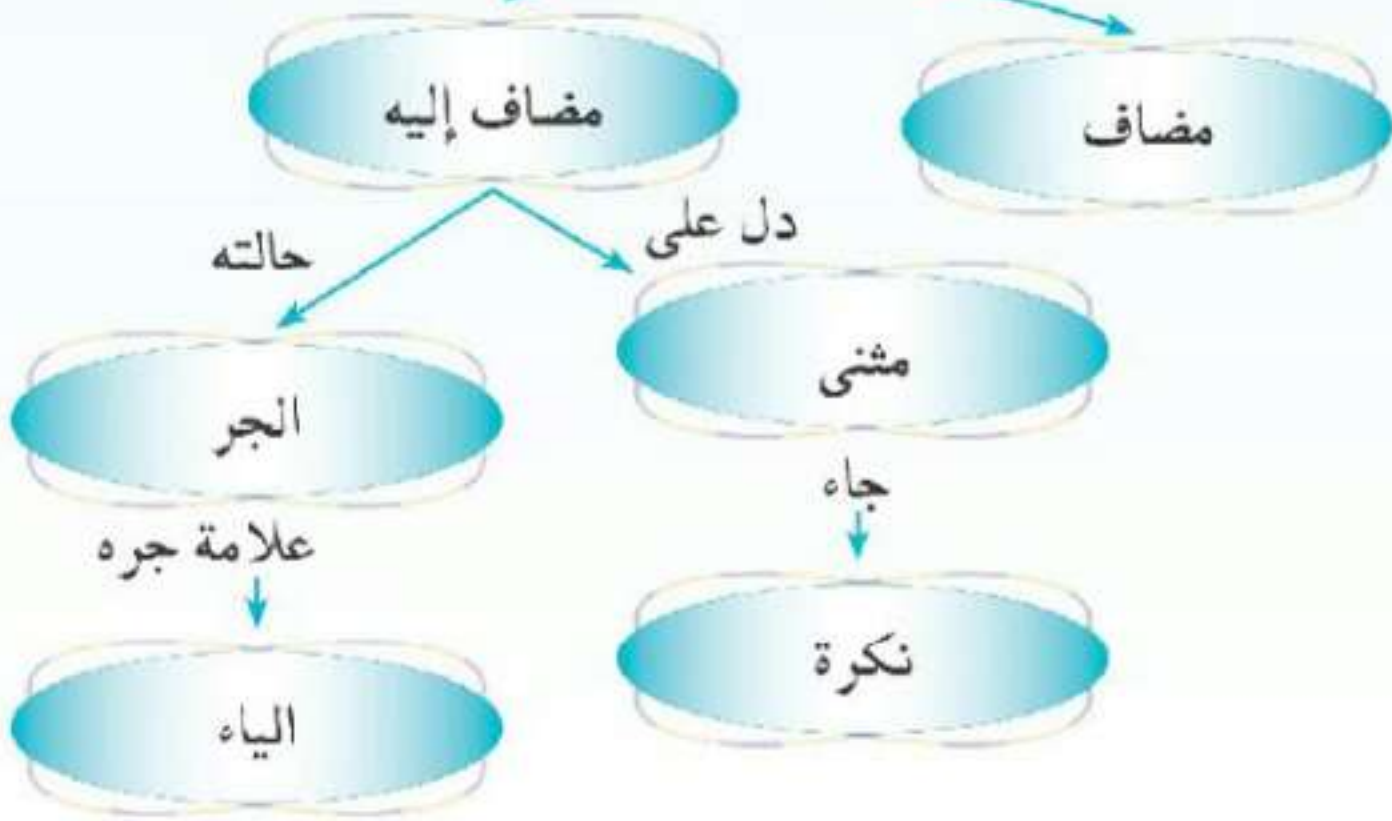 مضاف
مضاف إليه
دل على
حالته
مثنى
الجر
جاء
علامة جره
نكرة
الياء